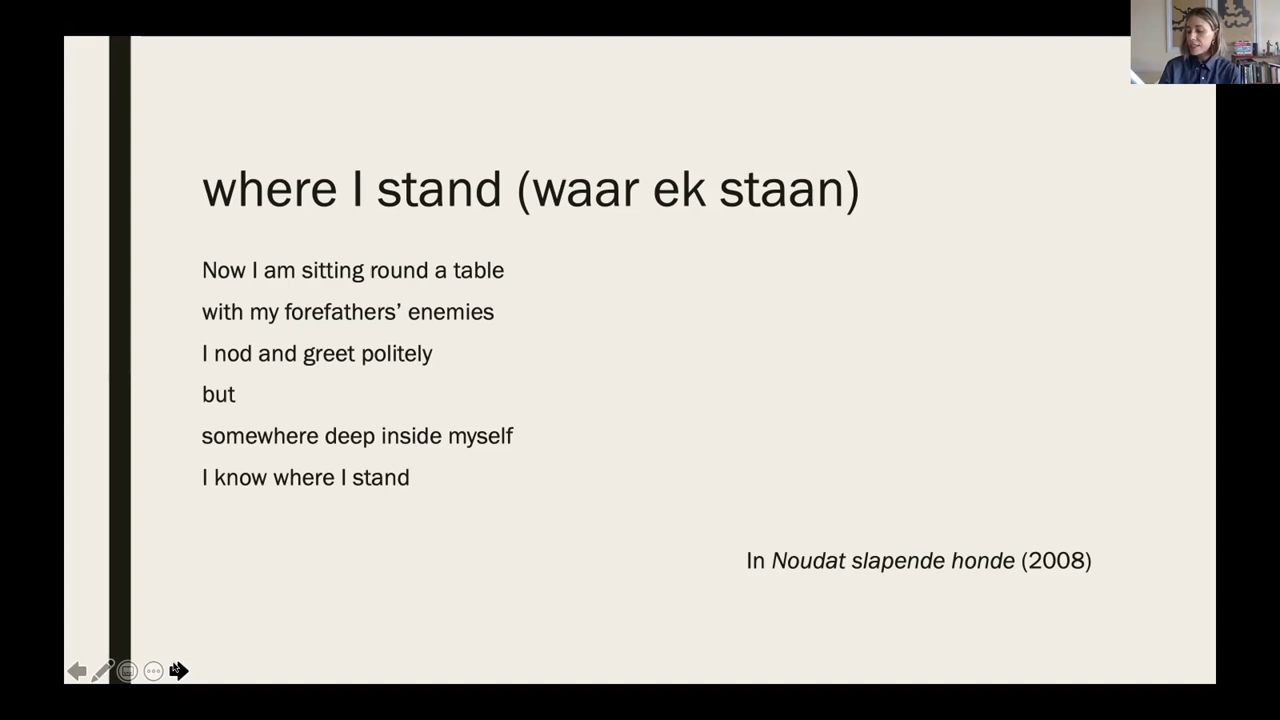 where I stand (waar ek staan)
Now I am sitting round a table
with my forefathers’ enemies
I nod and greet politely
but
somewhere deep inside myself
I know where I stand
In Noudat slapende honde (2008)